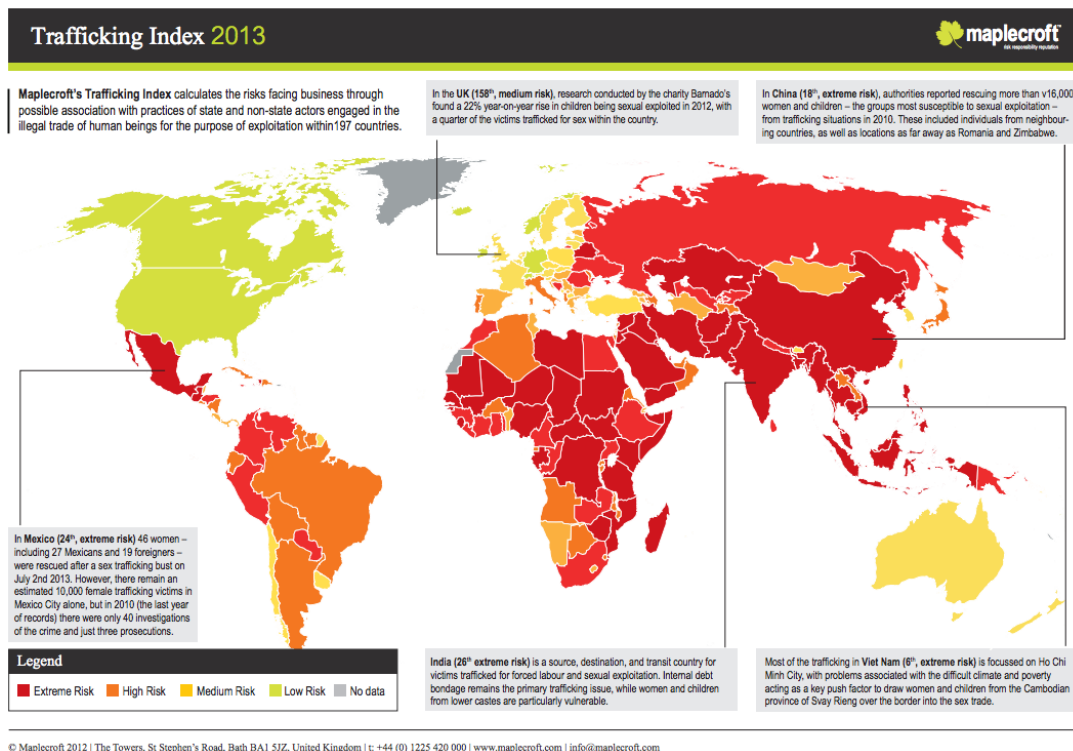 Trafficking Index 2013
maplecroft
risk responsibility reputation
Maplecroft's Trafficking Index calculates the risks facing business through
possible association with practices of state and non-state actors engaged in the
illegal trade of human beings for the purpose of exploitation within197 countries.
In the UK (158th, medium risk), research conducted by the charity Barnado's
found a 22% year-on-year rise in children being sexual exploited in 2012, with
a quarter of the victims trafficked for sex within the country.
In China (18th, extreme risk), authorities reported rescuing more than v16,000
women and children – the groups most susceptible to sexual exploitation –
from trafficking situations in 2010. These included individuals from neighbour-
ing countries, as well as locations as far away as Romania and Zimbabwe.
In Mexico (24th, extreme risk) 46 women –
including 27 Mexicans and 19 foreigners –
were rescued after a sex trafficking bust on
July 2nd 2013. However, there remain an
estimated 10,000 female trafficking victims in
Mexico City alone, but in 2010 (the last year
of records) there were only 40 investigations
of the crime and just three prosecutions.
Legend
Extreme Risk
High Risk
Medium Risk
Low Risk
No data
India (26th extreme risk) is a source, destination, and transit country for
victims trafficked for forced labour and sexual exploitation. Internal debt
bondage remains the primary trafficking issue, while women and children
from lower castes are particularly vulnerable.
Most of the trafficking in Viet Nam (6th, extreme risk) is focussed on Ho Chi
Minh City, with problems associated with the difficult climate and poverty
acting as a key push factor to draw women and children from the Cambodian
province of Svay Rieng over the border into the sex trade.
© Maplecroft 2012 | The Towers, St Stephen's Road, Bath BA1 5JZ, United Kingdom | t: +44 (0) 1225 420 000 | www.maplecroft.com | info@maplecroft.com